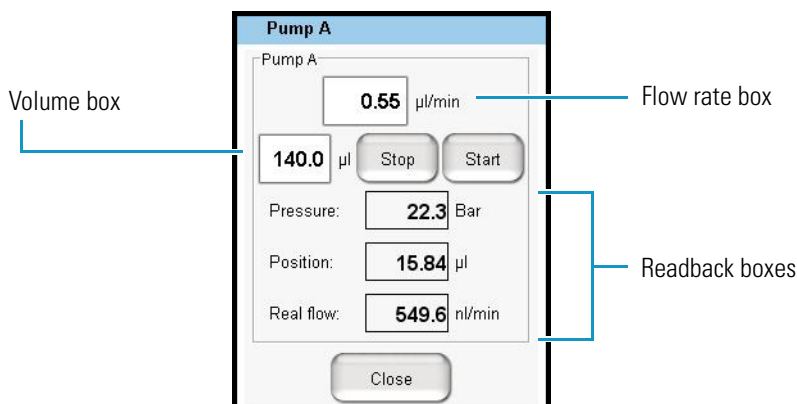 Pump A
Pump A
0.55 µl/min
Flow rate box
Volume box
140.0 µl Stop Start
Pressure: 22.3 Bar
Position: 15.84 µl
Readback boxes
Real flow: 549.6 nl/min
Close